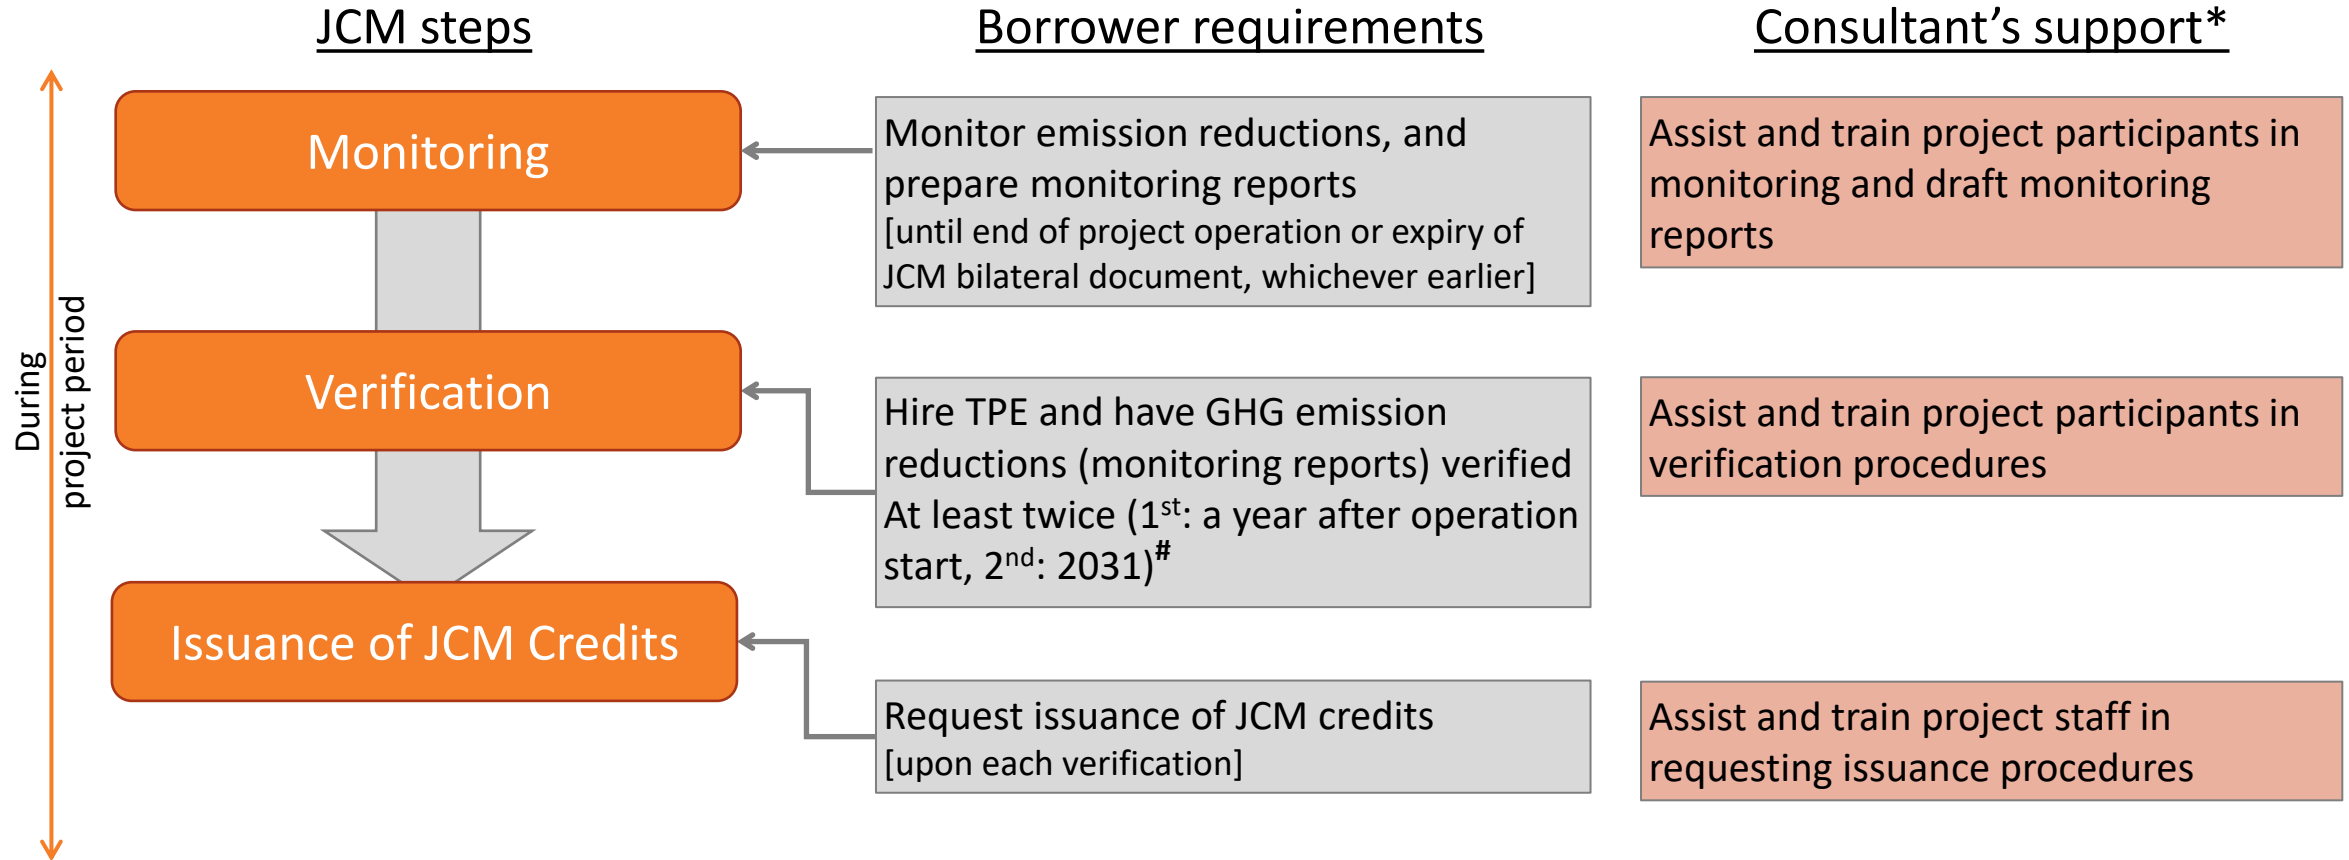 JCM steps
Borrower requirements
Consultant’s support*
During
project period
Monitoring
Monitor emission reductions, and
prepare monitoring reports
[until end of project operation or expiry of
JCM bilateral document, whichever earlier]
Assist and train project participants in
monitoring and draft monitoring
reports
Verification
Hire TPE and have GHG emission
reductions (monitoring reports) verified
At least twice (1st: a year after operation
start, 2nd: 2031)#
Assist and train project participants in
verification procedures
Issuance of JCM Credits
Request issuance of JCM credits
[upon each verification]
Assist and train project staff in
requesting issuance procedures